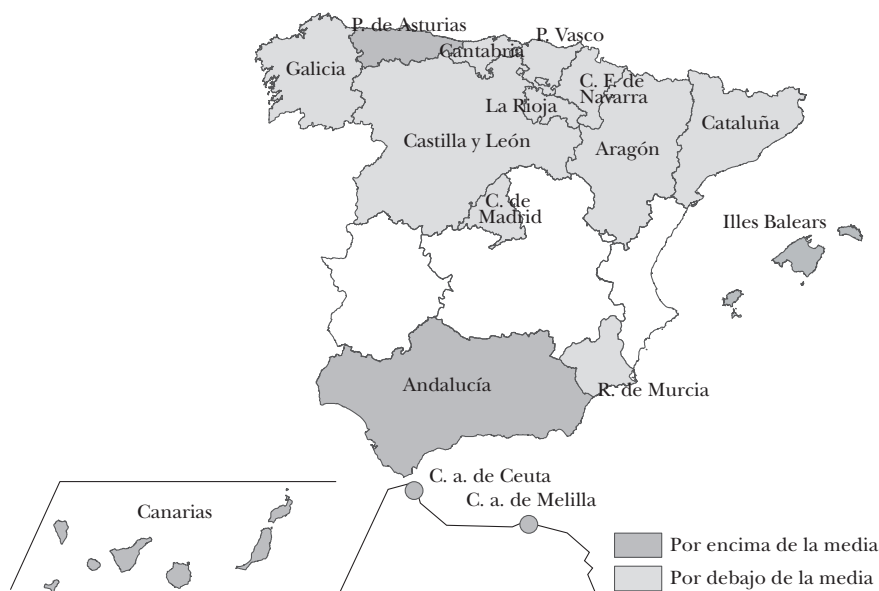 P. de Asturias
P. Vasco
Cantabria
Galicia
C. F. de
Navarra
La Rioja
Cataluña
Castilla y León
Aragón
C. de
Madrid
Illes Balears
Andalucía
R. de Murcia
C. a. de Ceuta
C. a. de Melilla
Canarias
Por encima de la media
Por debajo de la media